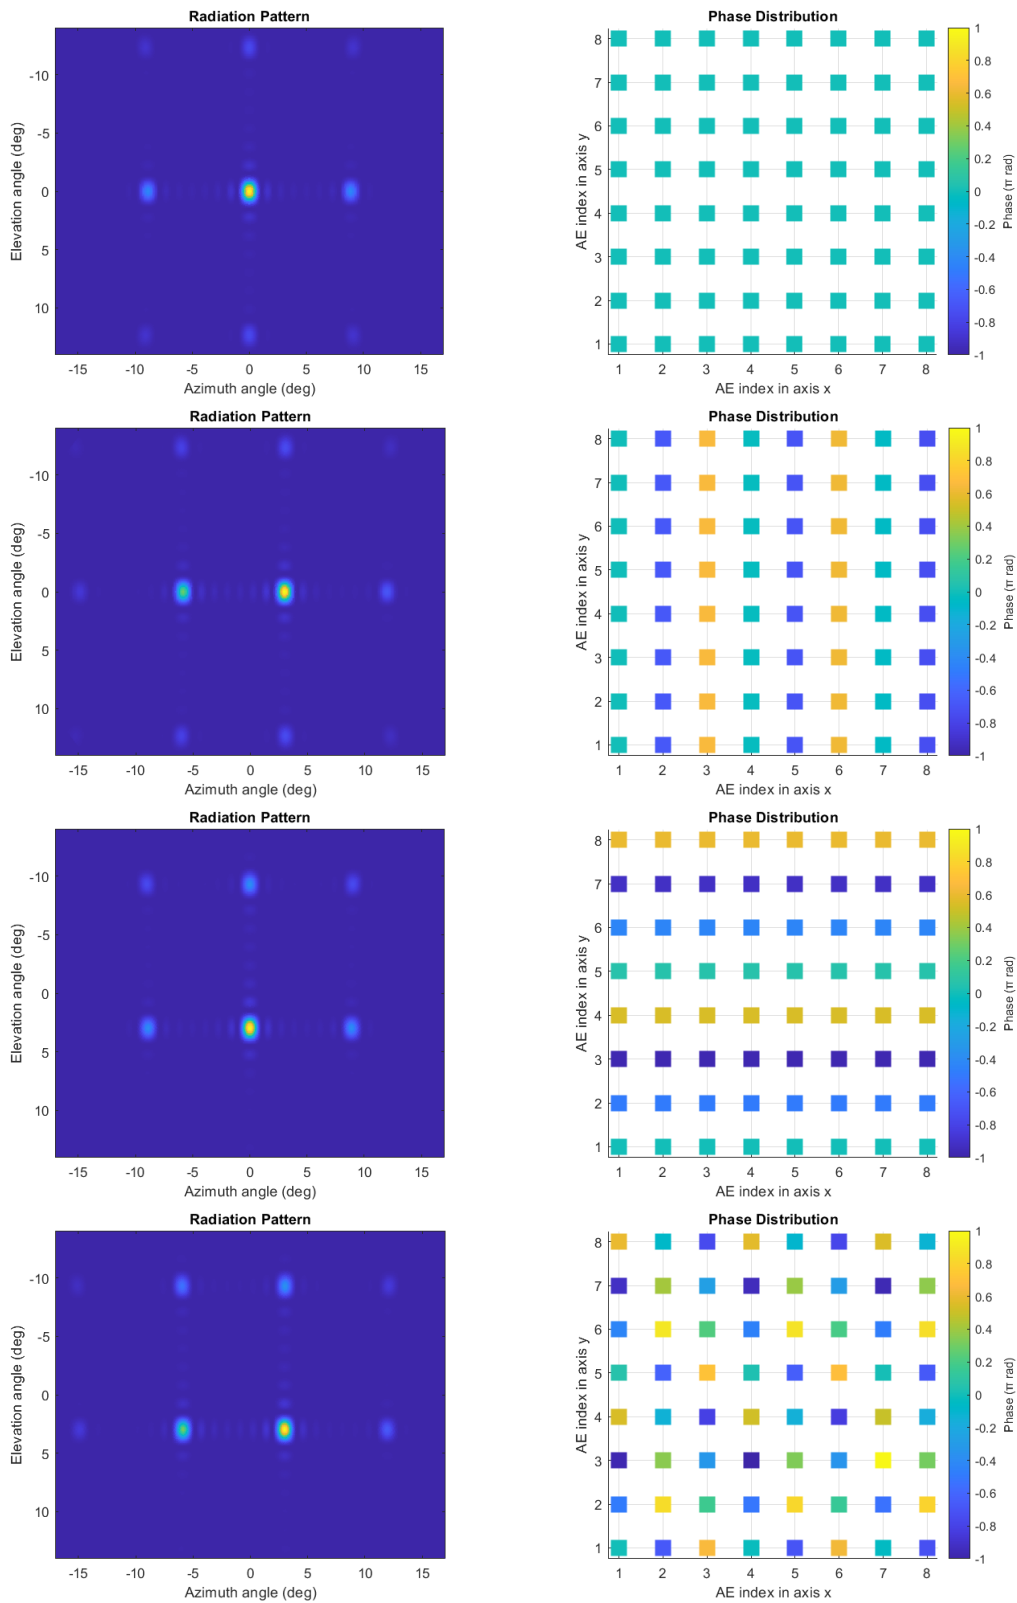 Radiation Pattern
-10
-5
0
5
10
Elevation angle (deg)
-15 -10 -5 0 5 10 15
Azimuth angle (deg)
Phase Distribution
8
7
6
5
4
3
2
1
AE index in axis y
1 2 3 4 5 6 7 8
AE index in axis x
1
0.8
0.6
0.4
0.2
0
-0.2
-0.4
-0.6
-0.8
-1
Phase (π rad)
Radiation Pattern
-10
-5
0
5
10
Elevation angle (deg)
-15 -10 -5 0 5 10 15
Azimuth angle (deg)
Phase Distribution
8
7
6
5
4
3
2
1
AE index in axis y
1 2 3 4 5 6 7 8
AE index in axis x
1
0.8
0.6
0.4
0.2
0
-0.2
-0.4
-0.6
-0.8
-1
Phase (π rad)
Radiation Pattern
-10
-5
0
5
10
Elevation angle (deg)
-15 -10 -5 0 5 10 15
Azimuth angle (deg)
Phase Distribution
8
7
6
5
4
3
2
1
AE index in axis y
1 2 3 4 5 6 7 8
AE index in axis x
1
0.8
0.6
0.4
0.2
0
-0.2
-0.4
-0.6
-0.8
-1
Phase (π rad)
Radiation Pattern
-10
-5
0
5
10
Elevation angle (deg)
-15 -10 -5 0 5 10 15
Azimuth angle (deg)
Phase Distribution
8
7
6
5
4
3
2
1
AE index in axis y
1 2 3 4 5 6 7 8
AE index in axis x
1
0.8
0.6
0.4
0.2
0
-0.2
-0.4
-0.6
-0.8
-1
Phase (π rad)